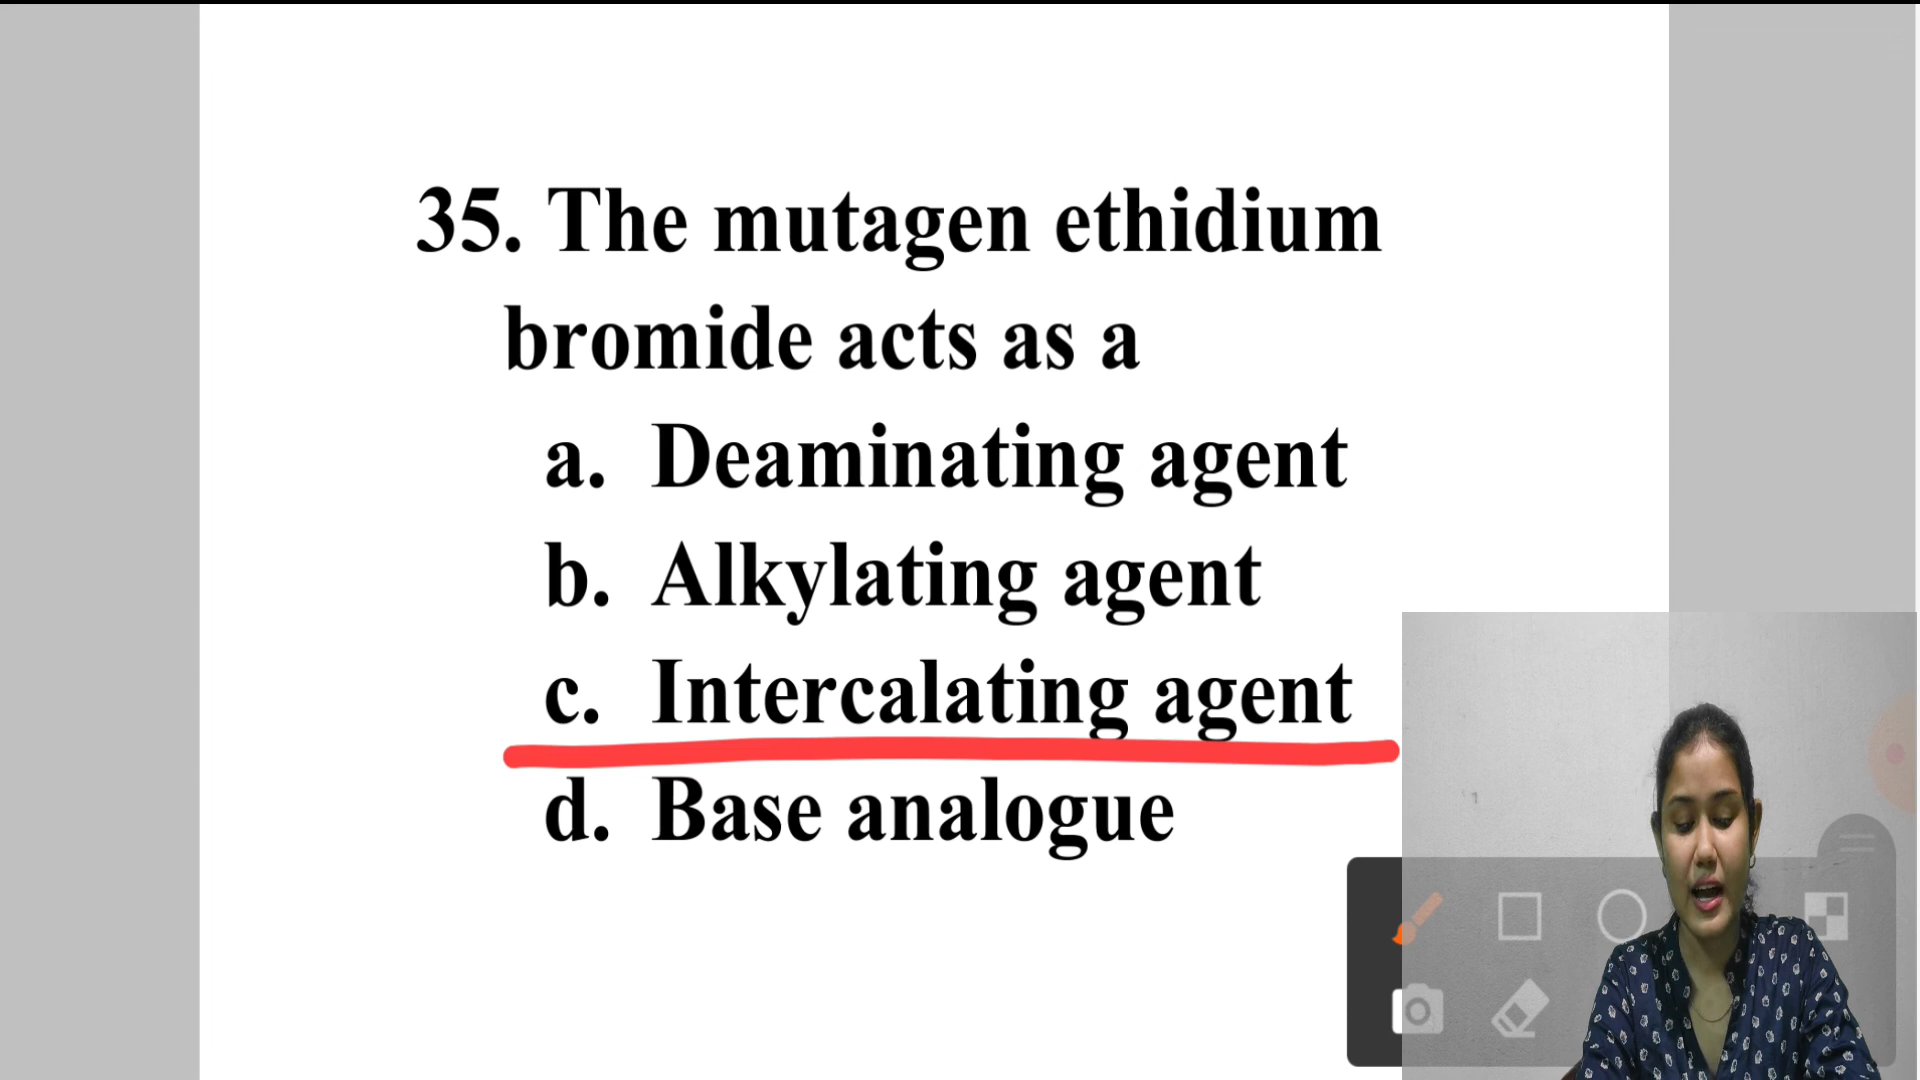 35. The mutagen ethidium
bromide acts as a
a. Deaminating agent
b. Alkylating agent
c. Intercalating agent
d. Base analogue